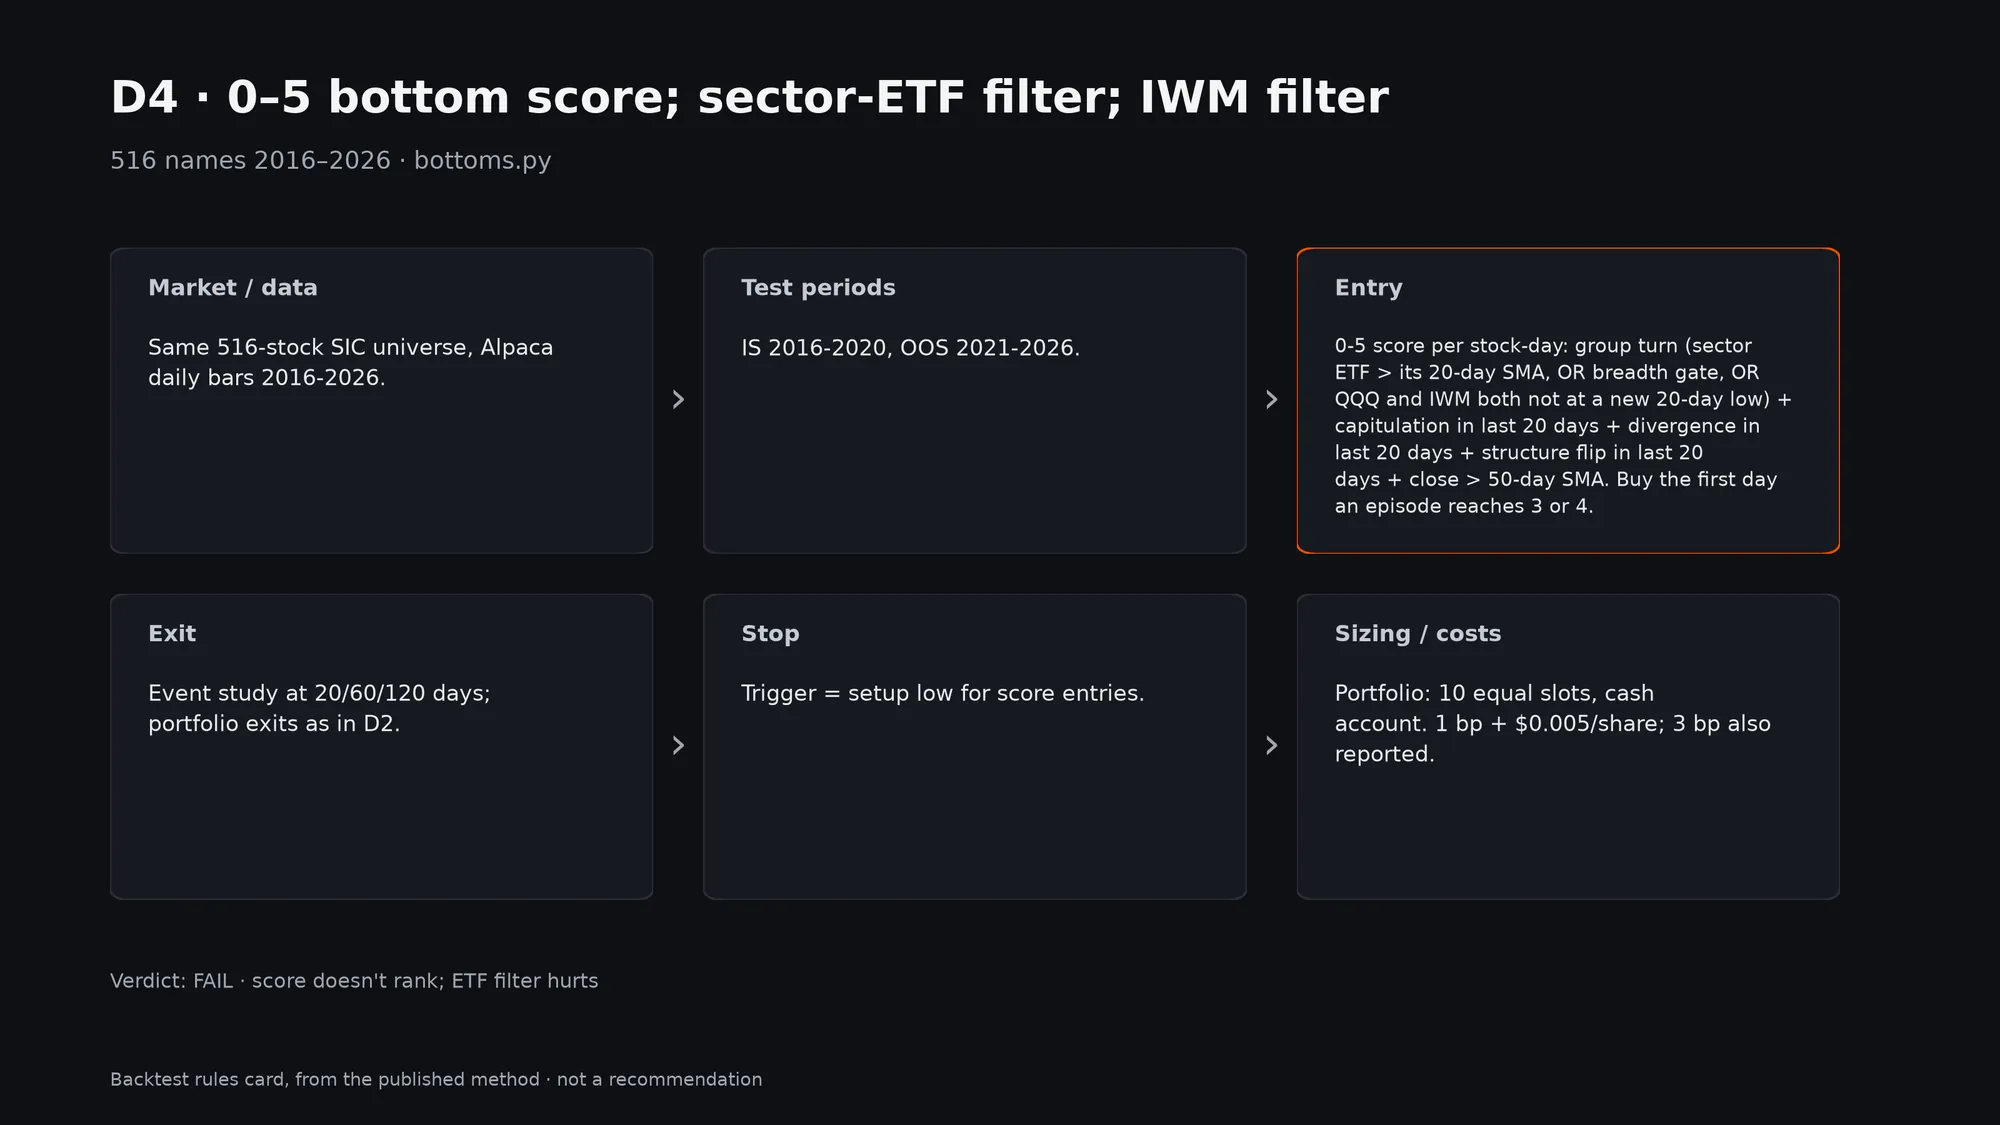 D4 · 0–5 bottom score; sector-ETF filter; IWM filter
516 names 2016–2026 · bottoms.py
Market / data
Same 516-stock SIC universe, Alpaca
daily bars 2016-2026.
›
Test periods
IS 2016-2020, OOS 2021-2026.
›
Entry
0-5 score per stock-day: group turn (sector
ETF > its 20-day SMA, OR breadth gate, OR
QQQ and IWM both not at a new 20-day low) +
capitulation in last 20 days + divergence in
last 20 days + structure flip in last 20
days + close > 50-day SMA. Buy the first day
an episode reaches 3 or 4.
Exit
Event study at 20/60/120 days;
portfolio exits as in D2.
›
Stop
Trigger = setup low for score entries.
›
Sizing / costs
Portfolio: 10 equal slots, cash
account. 1 bp + $0.005/share; 3 bp also
reported.
Verdict: FAIL · score doesn't rank; ETF filter hurts
Backtest rules card, from the published method · not a recommendation